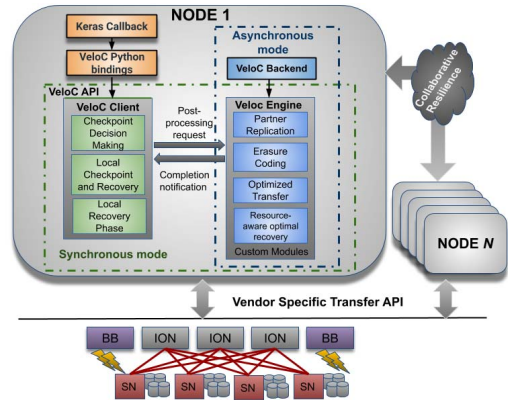 NODE 1
Keras Callback
VeloC Python
bindings
Asynchronous
mode
VeloC Backend
VeloC API
VeloC Client
Checkpoint
Decision
Making
Local
Checkpoint
and Recovery
Local
Recovery
Phase
Synchronous mode
Post-
processing
request
Completion
notification
Veloc Engine
Partner
Replication
Erasure
Coding
Optimized
Transfer
Resource-
aware optimal
recovery
Custom Modules
Collaborative
Resilience
NODE N
Vendor Specific Transfer API
BB
ION
ION
ION
BB
SN
SN
SN
SN